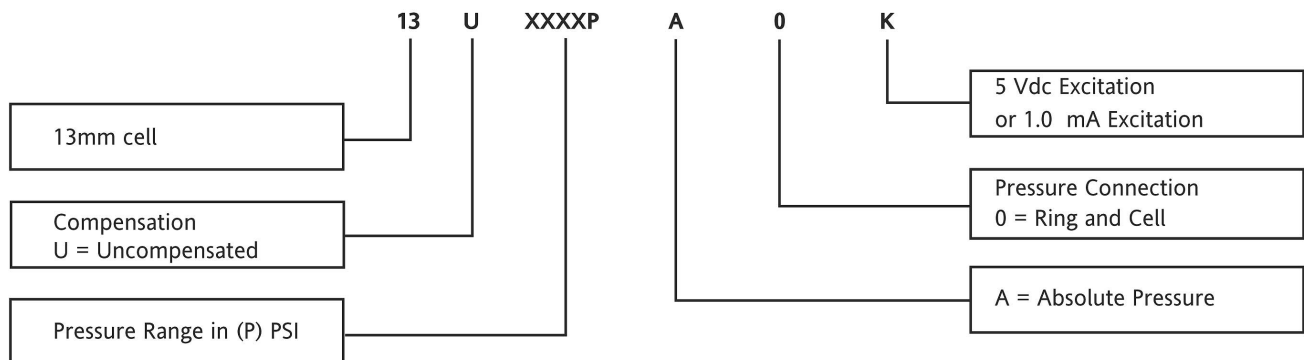 13 U XXXXP A 0 K
5 Vdc Excitation
or 1.0 mA Excitation
13mm cell
Pressure Connection
0 = Ring and Cell
Compensation
U = Uncompensated
A = Absolute Pressure
Pressure Range in (P) PSI